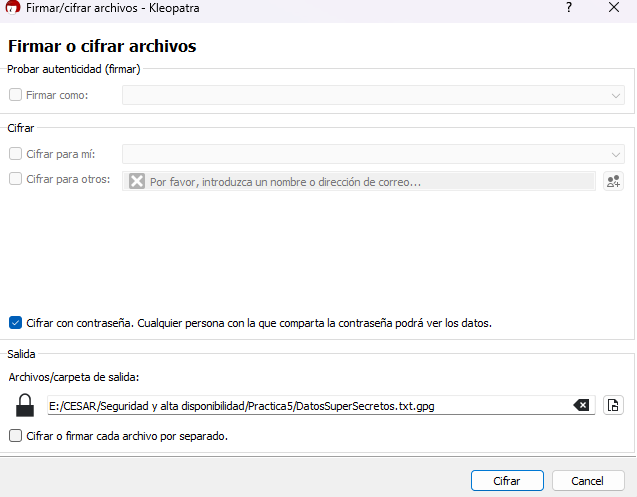 Firmar/cifrar archivos - Kleopatra
Firmar o cifrar archivos
Probar autenticidad (firmar)
Firmar como:
Cifrar
Cifrar para mí:
Cifrar para otros: Por favor, introduzca un nombre o dirección de correo...
Cifrar con contraseña. Cualquier persona con la que comparta la contraseña podrá ver los datos.
Salida
Archivos/carpeta de salida:
E:/CESAR/Seguridad y alta disponibilidad/Practica5/DatosSuperSecretos.txt.gpg
Cifrar o firmar cada archivo por separado.
Cifrar Cancel